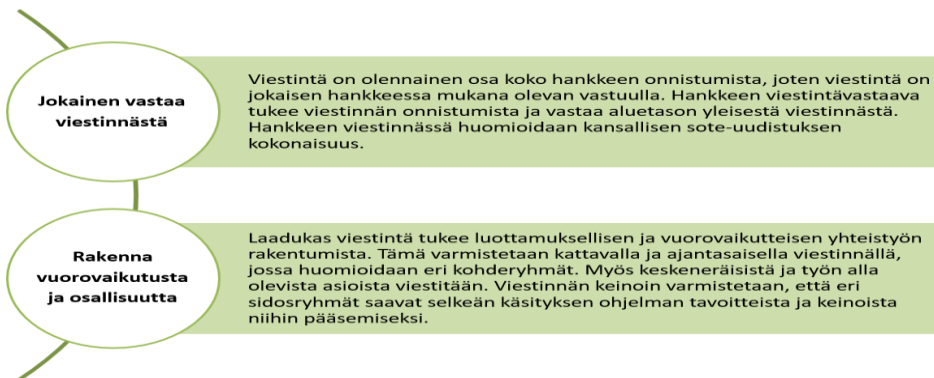 Jokainen vastaa
viestinnästä
Viestintä on olennainen osa koko hankkeen onnistumista, joten viestintä on
jokaisen hankkeessa mukana olevan vastuulla. Hankkeen viestintävastaava
tukee viestinnän onnistumista ja vastaa aluetason yleisestä viestinnästä.
Hankkeen viestinnässä huomioidaan kansallisen sote-uudistuksen
kokonaisuus.
Rakenna
vuorovaikutusta
ja osallisuutta
Laadukas viestintä tukee luottamuksellisen ja vuorovaikutteisen yhteistyön
rakentumista. Tämä varmistetaan kattavalla ja ajantasaisella viestinnällä,
jossa huomioidaan eri kohderyhmät. Myös keskeneräisistä ja työn alla
olevista asioista viestitään. Viestinnän keinoin varmistetaan, että eri
sidosryhmät saavat selkeän käsityksen ohjelman tavoitteista ja keinoista
niihin pääsemiseksi.